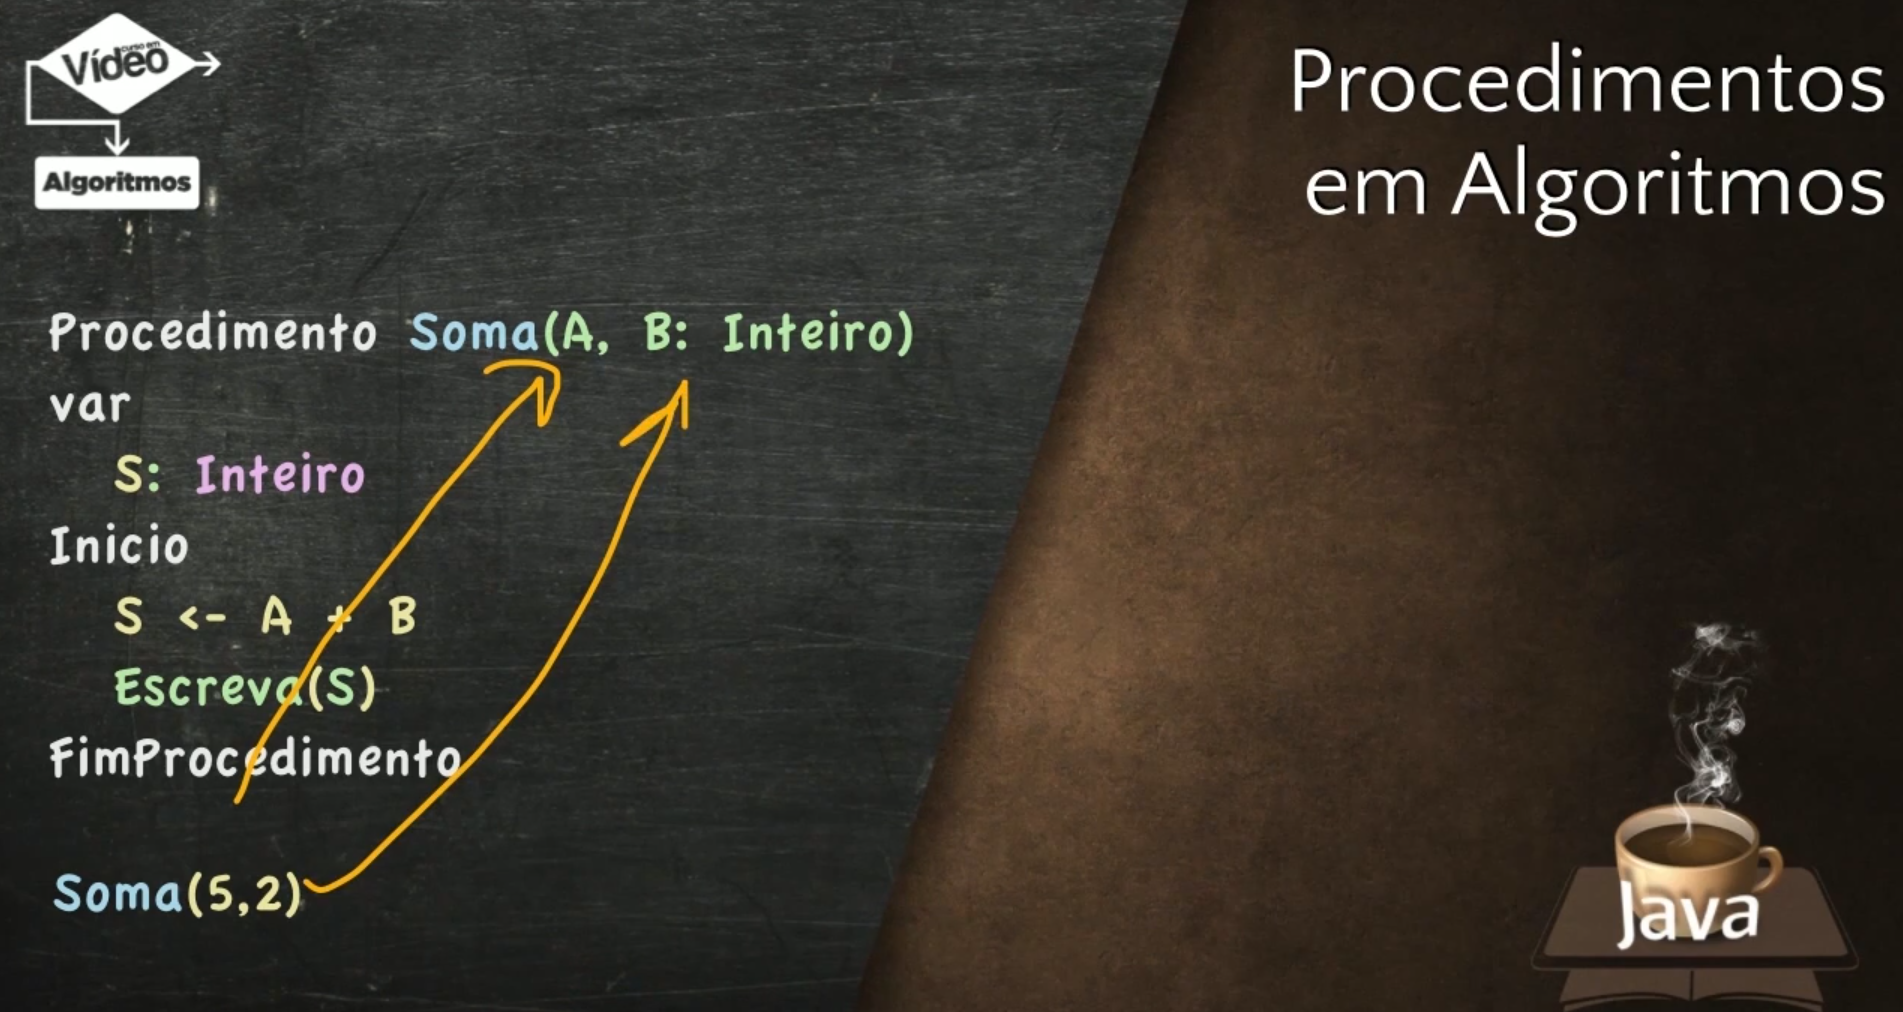 curso em
Vídeo
Algoritmos
Procedimentos
em Algoritmos
Procedimento Soma(A, B: Inteiro)
var
S: Inteiro
Inicio
S <- A + B
Escreva(S)
FimProcedimento
Soma(5,2)
Java